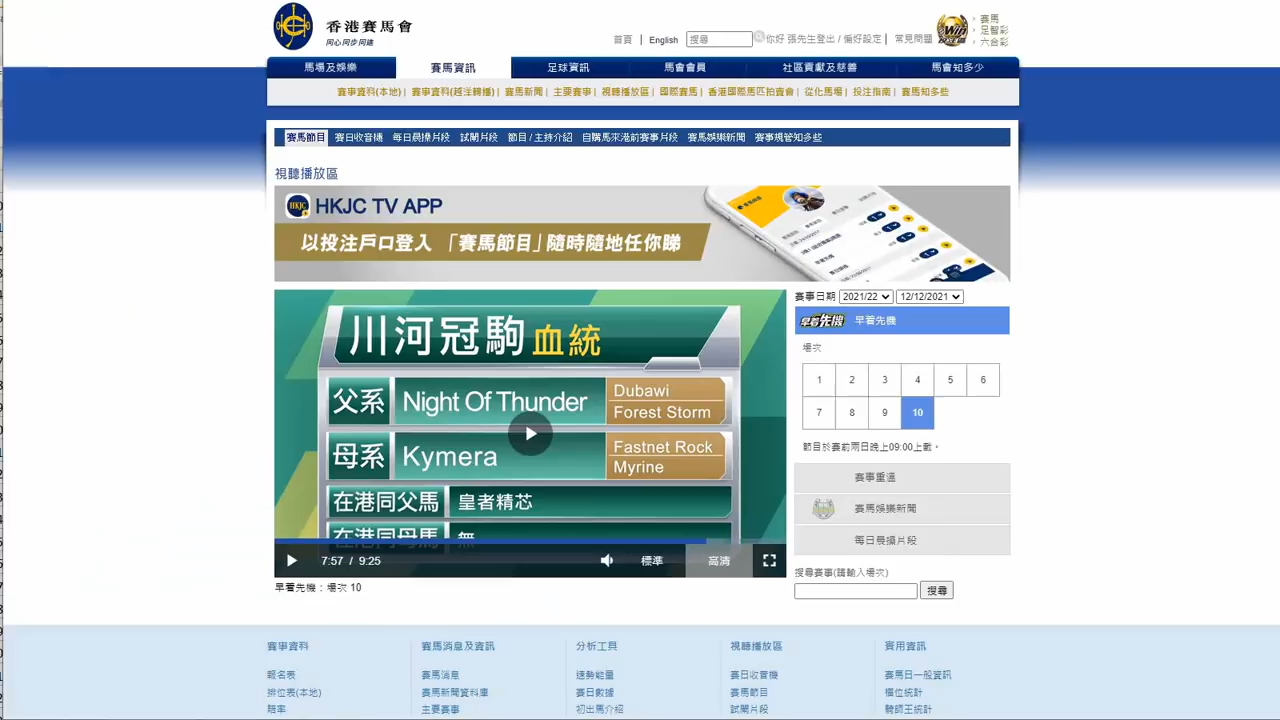 香港賽馬會
同心同步同進
首頁 | English
搜尋
你好 張先生登出 / 偏好設定 | 常見問題
賽馬
足智彩
六合彩
馬場及娛樂 賽馬資訊 足球資訊 馬會會員 社區貢獻及慈善 馬會知多少
賽事資料(本地) | 賽事資料(越洋轉播) | 賽馬新聞 | 主要賽事 | 視聽播放區 | 國際賽馬 | 香港國際馬匹拍賣會 | 從化馬場 | 投注指南 | 賽馬知多些
賽馬節目 賽日收音機 每日晨操片段 試閘片段 節目 / 主持介紹 自購馬來港前賽事片段 賽馬娛樂新聞 賽事規管知多些
視聽播放區
HKJC TV APP
以投注戶口登入 「賽馬節目」隨時隨地任你睇
川河冠駒 血統
父系 Night Of Thunder Dubawi
Forest Storm
母系 Kymera Fastnet Rock
Myrine
在港同父馬 皇者精芯
在港同母馬 無
7:57 / 9:25 標準 高清
早着先機 : 場次 10
賽事日期 2021/22 12/12/2021
早着先機 早着先機
場次
1 2 3 4 5 6
7 8 9 10
節目於賽前兩日晚上09:00上載。
賽事重溫
賽馬娛樂新聞
每日晨操片段
搜尋賽事(請輸入場次)
搜尋
賽事資料 賽馬消息及資訊 分析工具 視聽播放區 實用資訊
報名表 賽馬消息 速勢能量 賽日收音機 賽馬日一般資訊
排位表(本地) 賽馬新聞資料庫 賽日數據 賽馬節目 檔位統計
賠率 主要賽事 初出馬介紹 試閘片段 騎師王統計